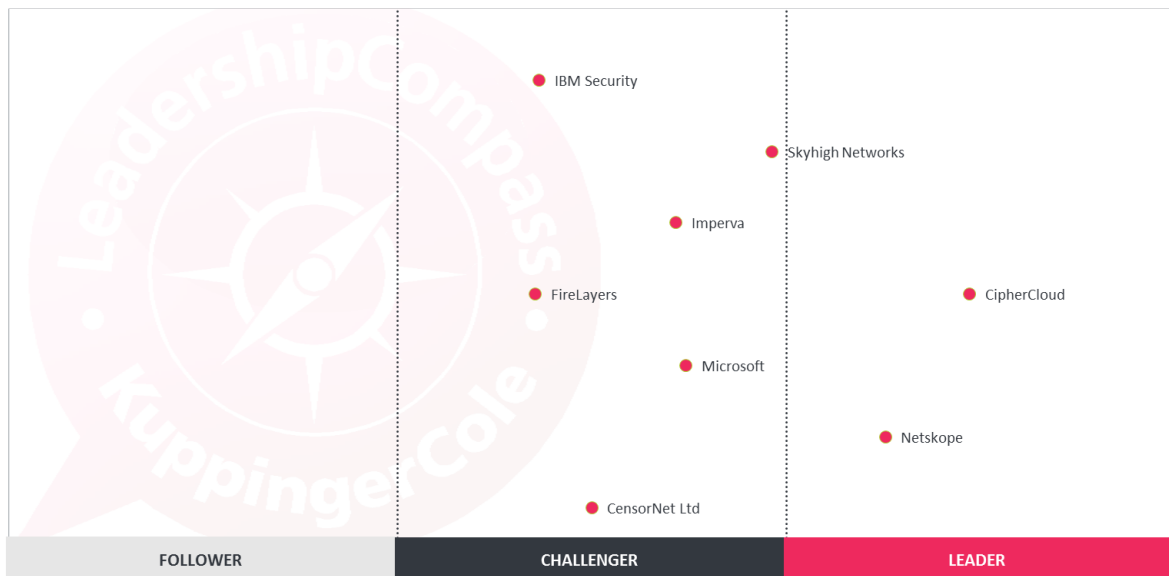 LeadershipCompass
KuppingerCole
IBM Security
Skyhigh Networks
Imperva
FireLayers
CipherCloud
Microsoft
Netskope
CensorNet Ltd
FOLLOWER
CHALLENGER
LEADER